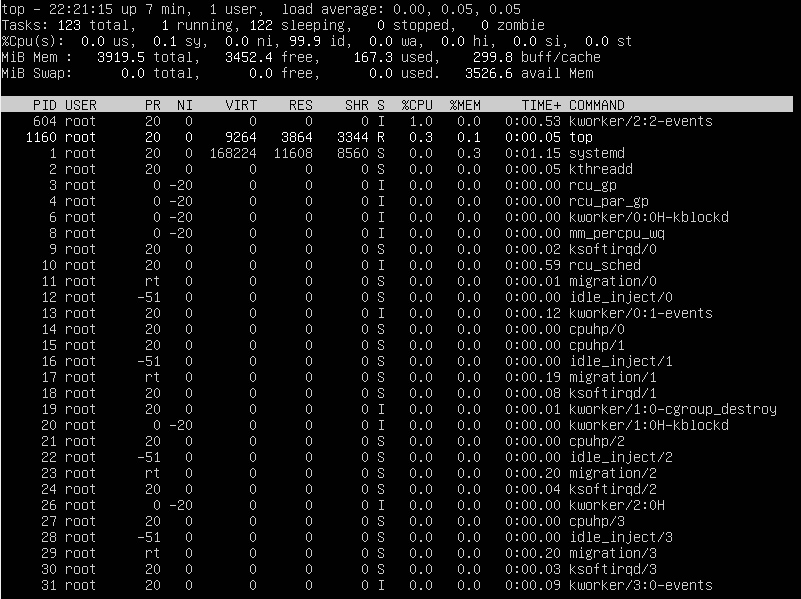 top - 22:21:15 up 7 min,  1 user,  load average: 0.00, 0.05, 0.05
Tasks: 123 total,   1 running, 122 sleeping,   0 stopped,   0 zombie
%Cpu(s):  0.0 us,  0.1 sy,  0.0 ni, 99.9 id,  0.0 wa,  0.0 hi,  0.0 si,  0.0 st
MiB Mem :   3919.5 total,   3452.4 free,    167.3 used,    299.8 buff/cache
MiB Swap:      0.0 total,      0.0 free,      0.0 used.   3526.6 avail Mem
    PID USER      PR  NI    VIRT    RES    SHR S  %CPU  %MEM     TIME+ COMMAND
    604 root      20   0       0      0      0 I   1.0   0.0   0:00.53 kworker/2:2-events
   1160 root      20   0    9264   3864   3344 R   0.3   0.1   0:00.05 top
      1 root      20   0  168224  11608   8560 S   0.0   0.3   0:01.15 systemd
      2 root      20   0       0      0      0 S   0.0   0.0   0:00.05 kthreadd
      3 root       0 -20       0      0      0 I   0.0   0.0   0:00.00 rcu_gp
      4 root       0 -20       0      0      0 I   0.0   0.0   0:00.00 rcu_par_gp
      6 root       0 -20       0      0      0 I   0.0   0.0   0:00.00 kworker/0:0H-kblockd
      8 root       0 -20       0      0      0 I   0.0   0.0   0:00.00 mm_percpu_wq
      9 root      20   0       0      0      0 S   0.0   0.0   0:00.02 ksoftirqd/0
     10 root      20   0       0      0      0 I   0.0   0.0   0:00.59 rcu_sched
     11 root      rt   0       0      0      0 S   0.0   0.0   0:00.01 migration/0
     12 root     -51   0       0      0      0 S   0.0   0.0   0:00.00 idle_inject/0
     13 root      20   0       0      0      0 I   0.0   0.0   0:00.12 kworker/0:1-events
     14 root      20   0       0      0      0 S   0.0   0.0   0:00.00 cpuhp/0
     15 root      20   0       0      0      0 S   0.0   0.0   0:00.00 cpuhp/1
     16 root     -51   0       0      0      0 S   0.0   0.0   0:00.00 idle_inject/1
     17 root      rt   0       0      0      0 S   0.0   0.0   0:00.19 migration/1
     18 root      20   0       0      0      0 S   0.0   0.0   0:00.08 ksoftirqd/1
     19 root      20   0       0      0      0 I   0.0   0.0   0:00.01 kworker/1:0-cgroup_destroy
     20 root       0 -20       0      0      0 I   0.0   0.0   0:00.00 kworker/1:0H-kblockd
     21 root      20   0       0      0      0 S   0.0   0.0   0:00.00 cpuhp/2
     22 root     -51   0       0      0      0 S   0.0   0.0   0:00.00 idle_inject/2
     23 root      rt   0       0      0      0 S   0.0   0.0   0:00.20 migration/2
     24 root      20   0       0      0      0 S   0.0   0.0   0:00.04 ksoftirqd/2
     26 root       0 -20       0      0      0 I   0.0   0.0   0:00.00 kworker/2:0H
     27 root      20   0       0      0      0 S   0.0   0.0   0:00.00 cpuhp/3
     28 root     -51   0       0      0      0 S   0.0   0.0   0:00.00 idle_inject/3
     29 root      rt   0       0      0      0 S   0.0   0.0   0:00.20 migration/3
     30 root      20   0       0      0      0 S   0.0   0.0   0:00.03 ksoftirqd/3
     31 root      20   0       0      0      0 I   0.0   0.0   0:00.09 kworker/3:0-events